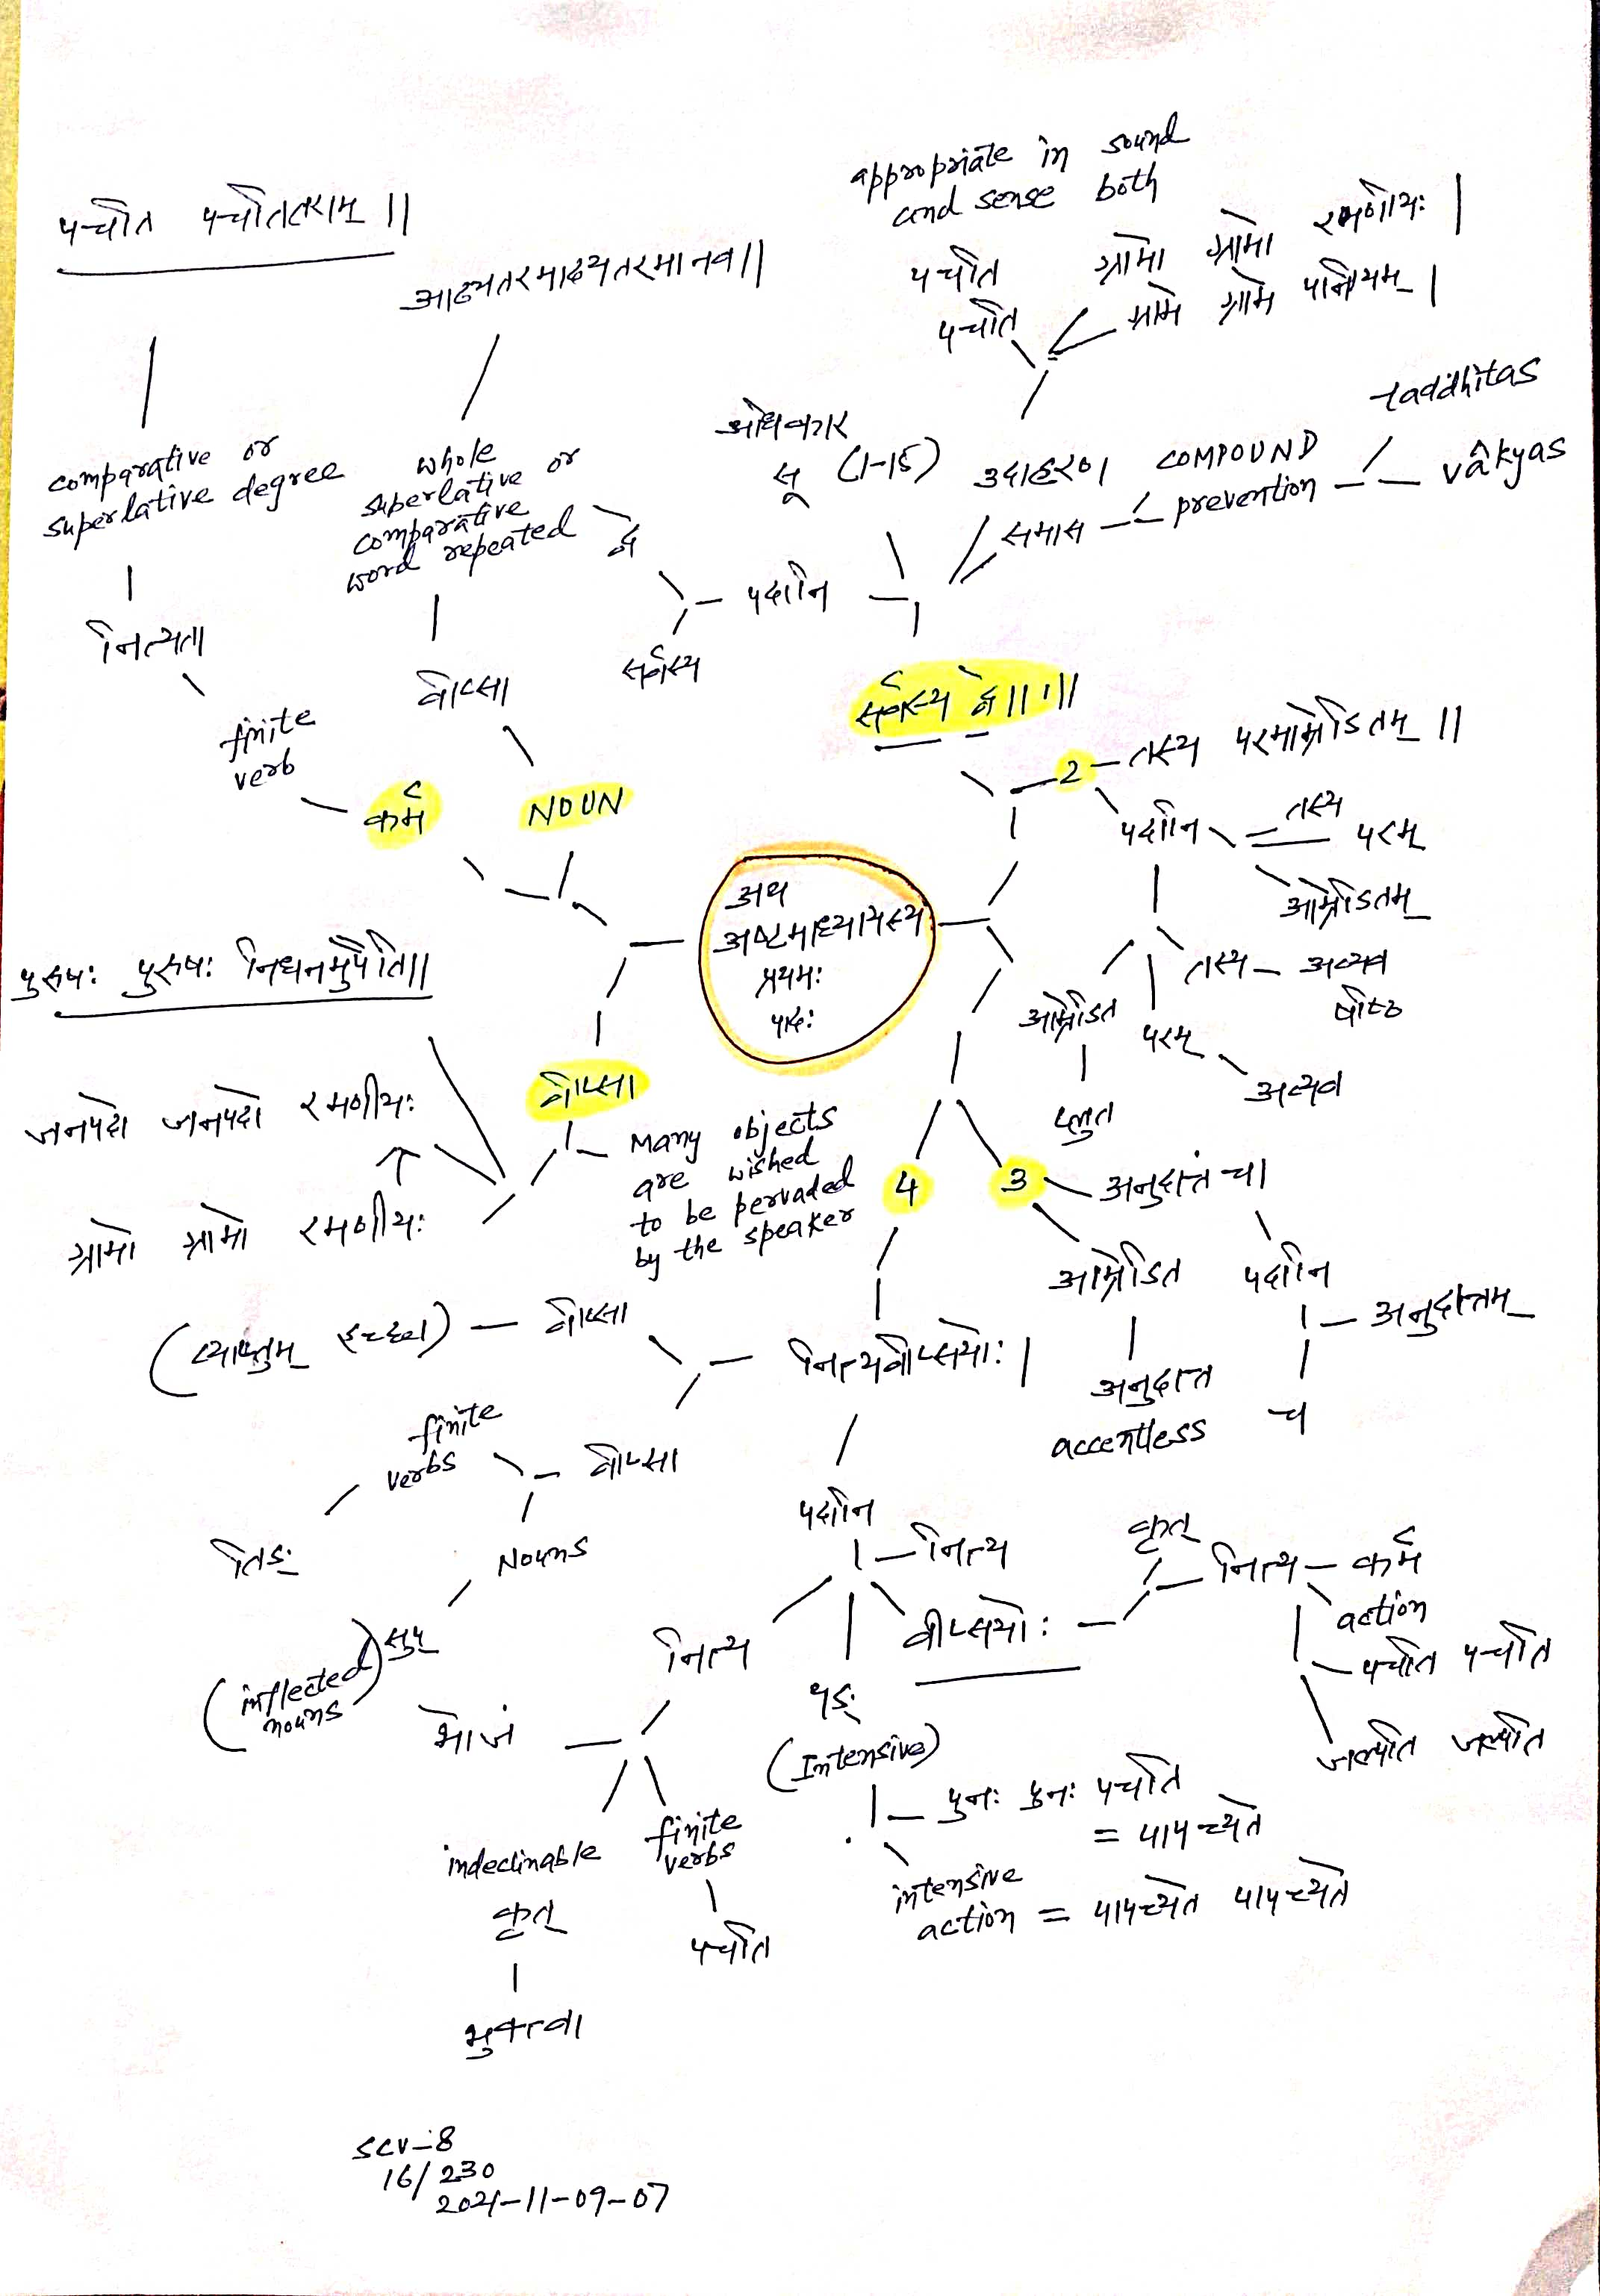 appropriate in sound
and sense both
पचति पचतितराम् ||
आढ्यतरमाढ्यतरमानय ||
पचति
पचति
ग्रामो ग्रामो रमणीयः |
ग्रामे ग्रामे पानियम् |
comparative or
superlative degree
whole
superlative or
comparative
word repeated
अधिकार
सू (1-15)
उदाहरण
COMPOUND
prevention
समास
taddhitas
vâkyas
द्वे
पदानि
सर्वस्य
नित्यता
वीप्सा
finite
verb
सर्वस्य द्वे ||१||
कर्म
NOUN
2
तस्य परमाम्रेडितम् ||
पदानि
तस्य
परम्
आम्रेडितम्
अथ
अष्टमाध्यायस्य
प्रथमः
पादः
पुरुषः पुरुषः निधनमुपैति ||
तस्य
षष्ठि
आम्रेडित
परम्
अव्यय
प्लुत
वीप्सा
Many objects
are wished
to be pervaded
by the speaker
जनपदो जनपदो रमणीयः
ग्रामो ग्रामो रमणीयः
4
3
अनुदात्तं च |
आम्रेडित
पदानि
अनुदात्तम्
च
अनुदात्त
accentless
(व्याप्तुम् इच्छा)
वीप्सा
नित्यवीप्सयोः |
finite
verbs
वीप्सा
तिङ्
Nouns
सुप्
(inflected
nouns)
पदानि
नित्य
वीप्सयोः
कृत्
नित्य
कर्म
action
पचति पचति
जल्पति जल्पति
नित्य
यङ्
(Intensive)
पुनः पुनः पचति
= पापच्यते
intensive
action = पापच्यते पापच्यते
भोजं
indeclinable
कृत्
भुक्त्वा
finite
verbs
पचति
SCV-8
16/230
2021-11-09-07